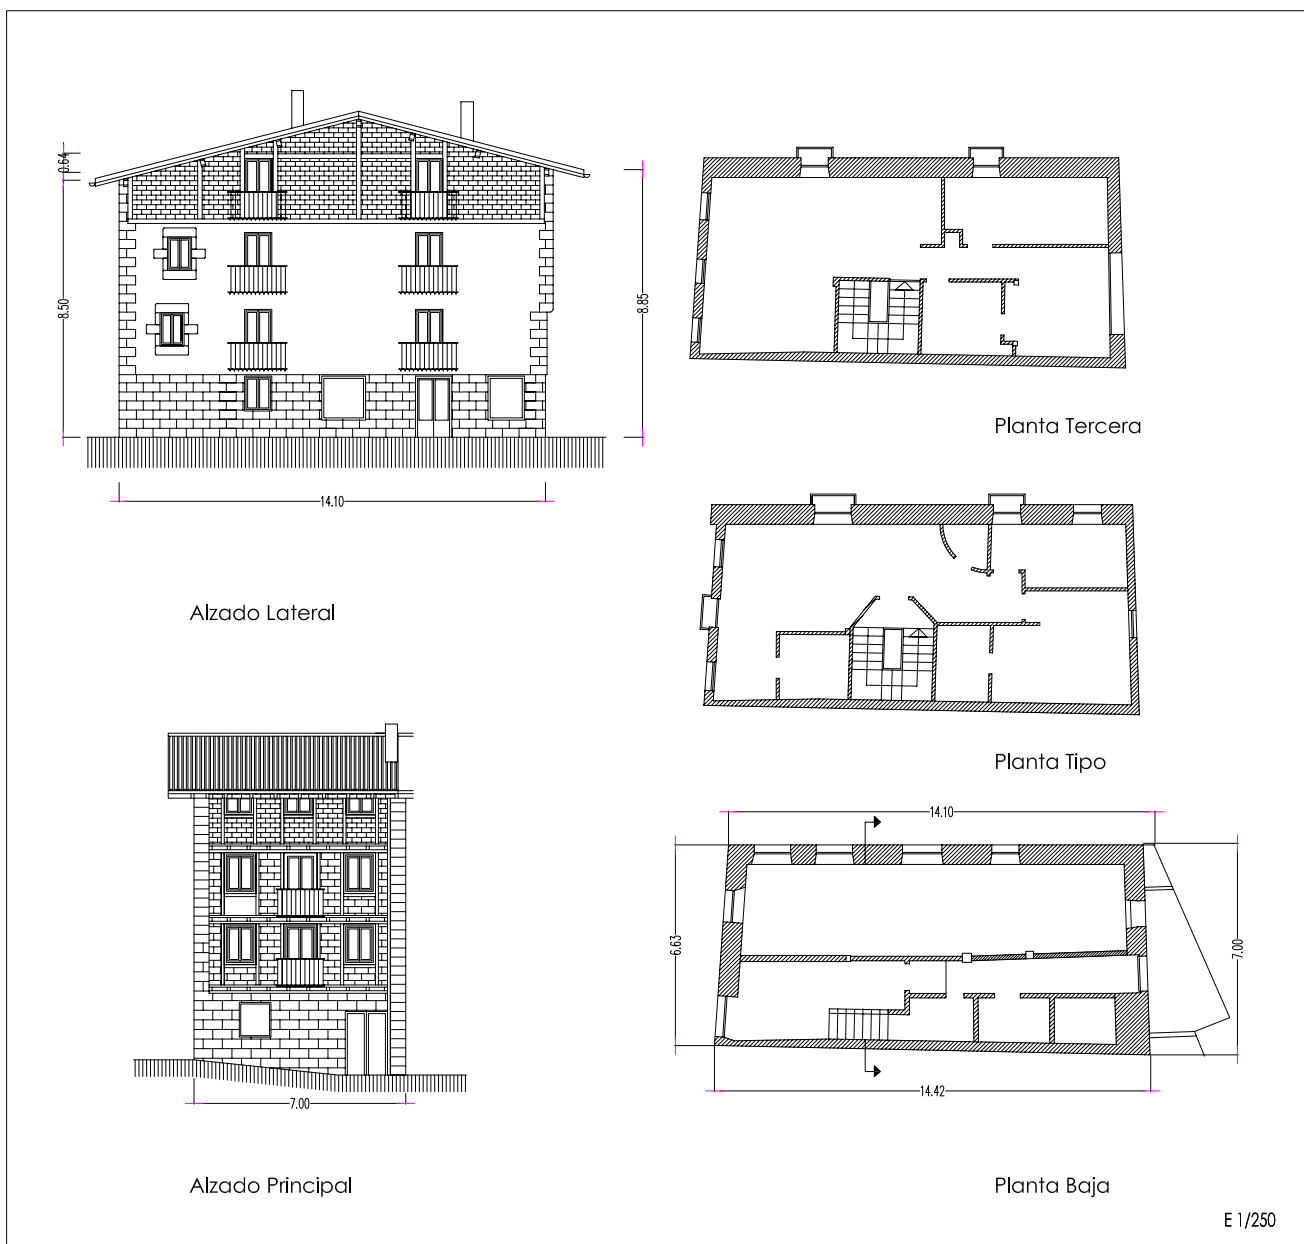 0.64
8.50
8.85
14.10
Alzado Lateral
Planta Tercera
Planta Tipo
7.00
Alzado Principal
14.10
6.63
7.00
14.42
Planta Baja
E 1/250